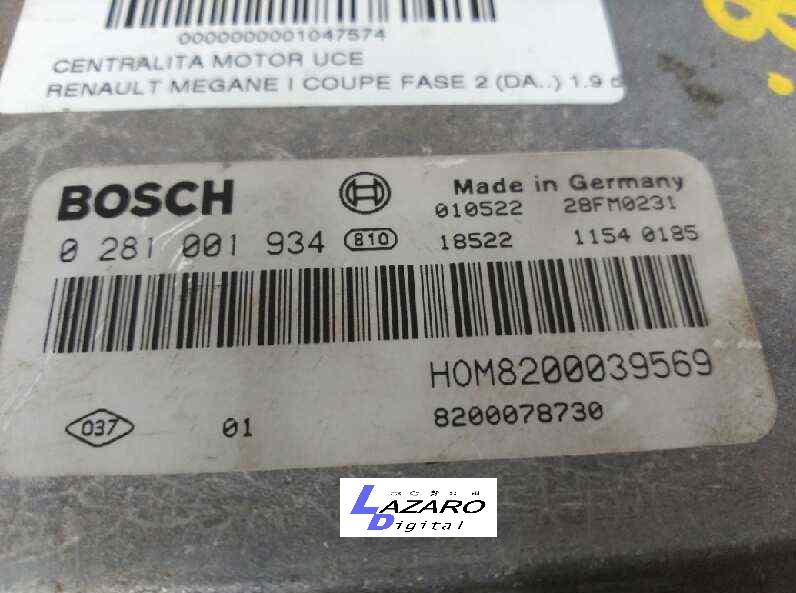 0000000001047574
CENTRALITA MOTOR UCE
RENAULT MEGANE I COUPE FASE 2 (DA..) 1.9
BOSCH
Made in Germany
010522 28FM0231
0 281 001 934 810 18522 1154 0185
HOM8200039569
037 01 8200078730
LAZARO
Digital